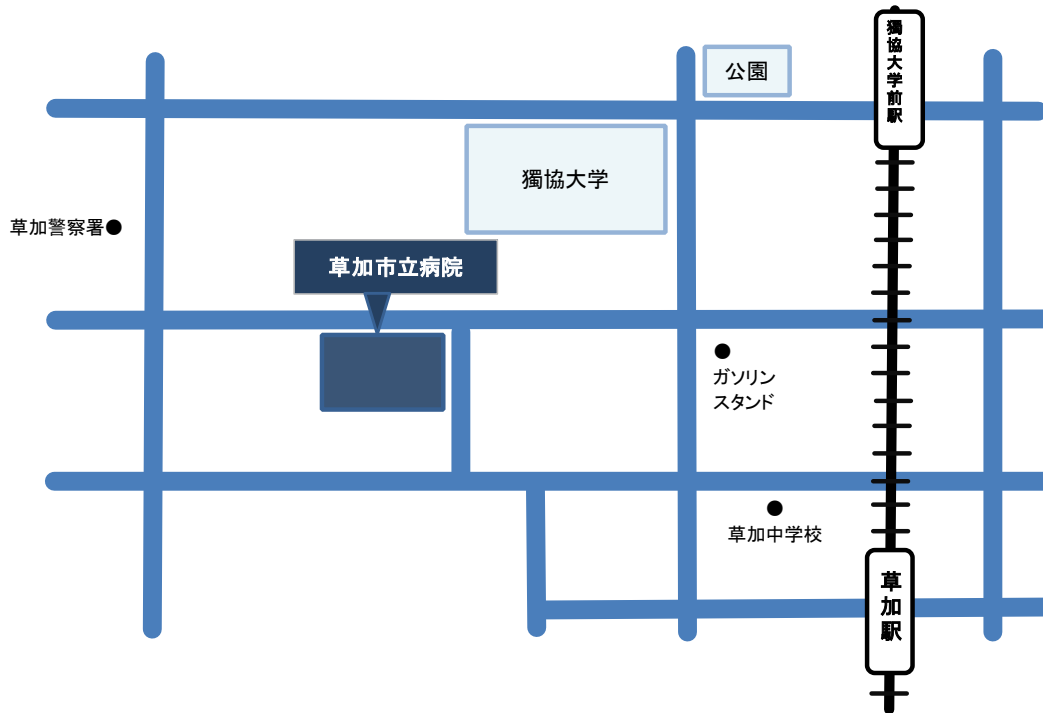 獨協大学前駅
公園
獨協大学
草加警察署
草加市立病院
ガソリン
スタンド
草加中学校
草加駅